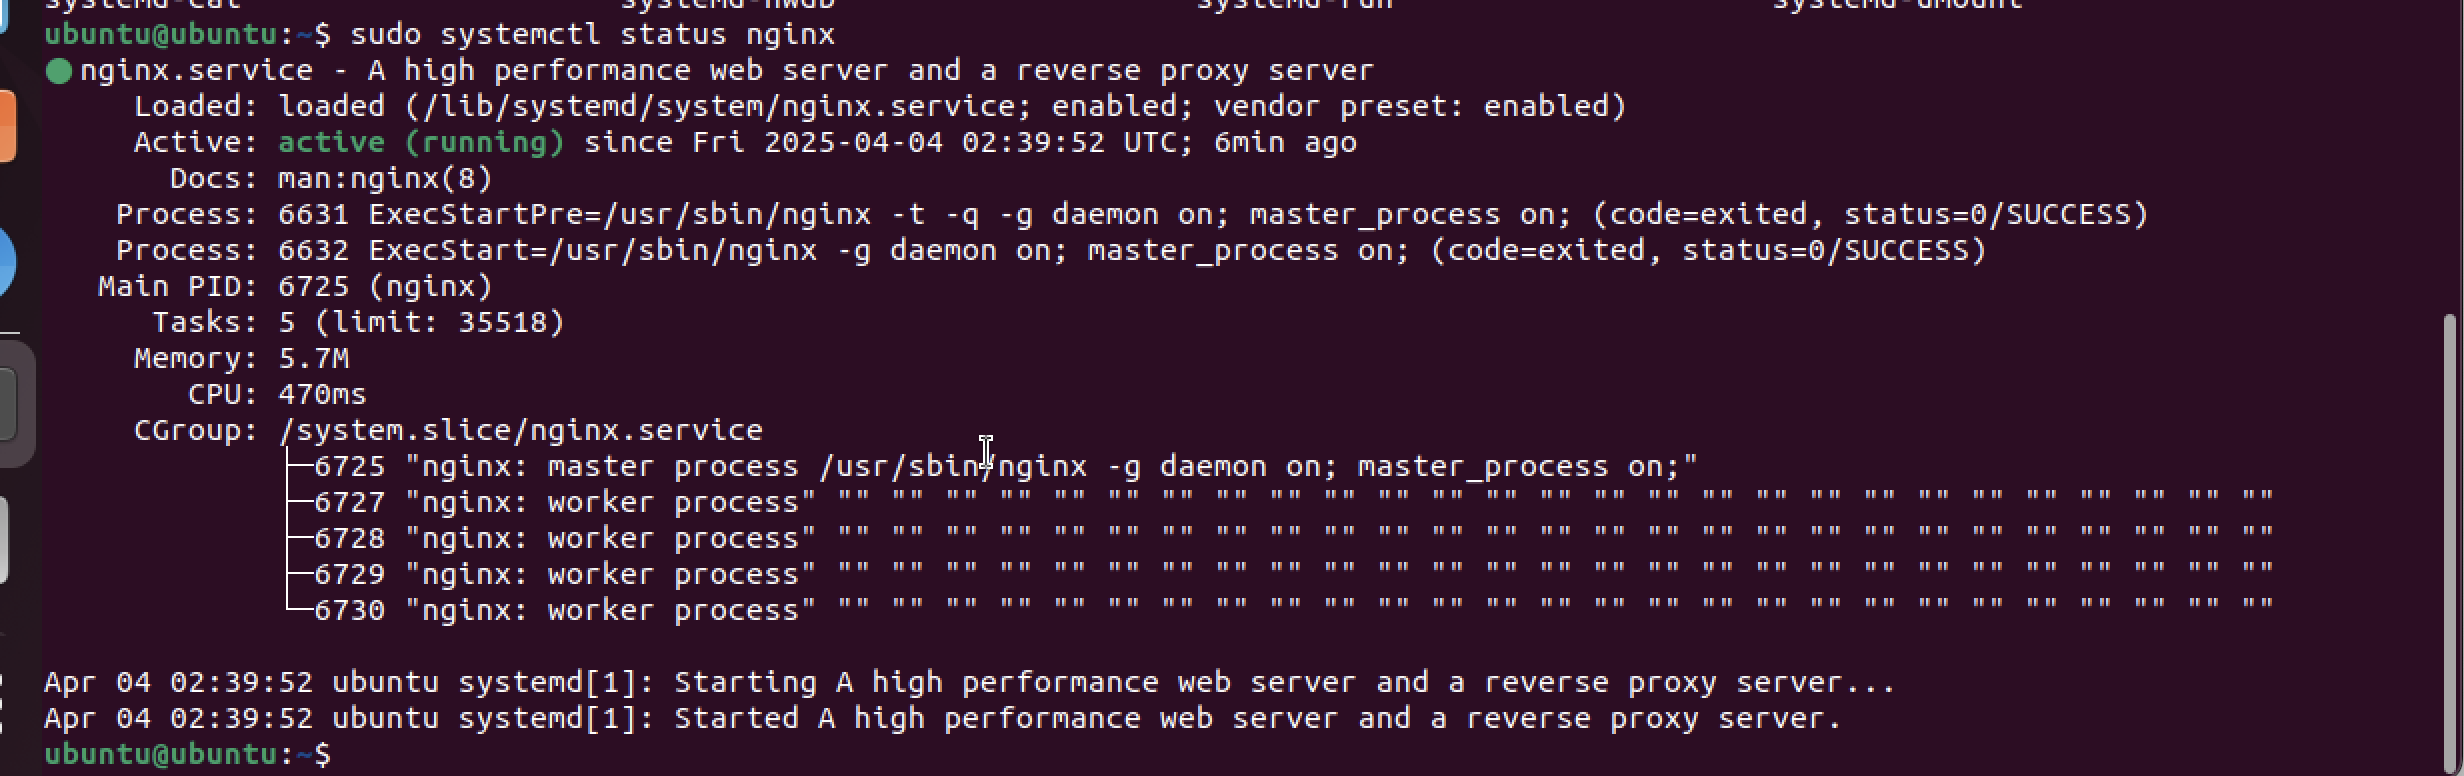 systemd-cat systemd-hwdb systemd-run systemd-umount
ubuntu@ubuntu:~$ sudo systemctl status nginx
● nginx.service - A high performance web server and a reverse proxy server
Loaded: loaded (/lib/systemd/system/nginx.service; enabled; vendor preset: enabled)
Active: active (running) since Fri 2025-04-04 02:39:52 UTC; 6min ago
Docs: man:nginx(8)
Process: 6631 ExecStartPre=/usr/sbin/nginx -t -q -g daemon on; master_process on; (code=exited, status=0/SUCCESS)
Process: 6632 ExecStart=/usr/sbin/nginx -g daemon on; master_process on; (code=exited, status=0/SUCCESS)
Main PID: 6725 (nginx)
Tasks: 5 (limit: 35518)
Memory: 5.7M
CPU: 470ms
CGroup: /system.slice/nginx.service
├─6725 "nginx: master process /usr/sbin/nginx -g daemon on; master_process on;"
├─6727 "nginx: worker process" "" "" "" "" "" "" "" "" "" "" "" "" "" "" "" "" "" "" "" "" "" "" "" "" "" "" ""
├─6728 "nginx: worker process" "" "" "" "" "" "" "" "" "" "" "" "" "" "" "" "" "" "" "" "" "" "" "" "" "" "" ""
├─6729 "nginx: worker process" "" "" "" "" "" "" "" "" "" "" "" "" "" "" "" "" "" "" "" "" "" "" "" "" "" "" ""
└─6730 "nginx: worker process" "" "" "" "" "" "" "" "" "" "" "" "" "" "" "" "" "" "" "" "" "" "" "" "" "" "" ""
Apr 04 02:39:52 ubuntu systemd[1]: Starting A high performance web server and a reverse proxy server...
Apr 04 02:39:52 ubuntu systemd[1]: Started A high performance web server and a reverse proxy server.
ubuntu@ubuntu:~$